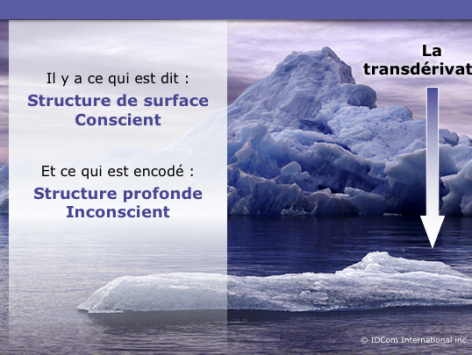 Il y a ce qui est dit :
Structure de surface
Conscient
Et ce qui est encodé :
Structure profonde
Inconscient
La
transdérivat
© IDCom International inc.